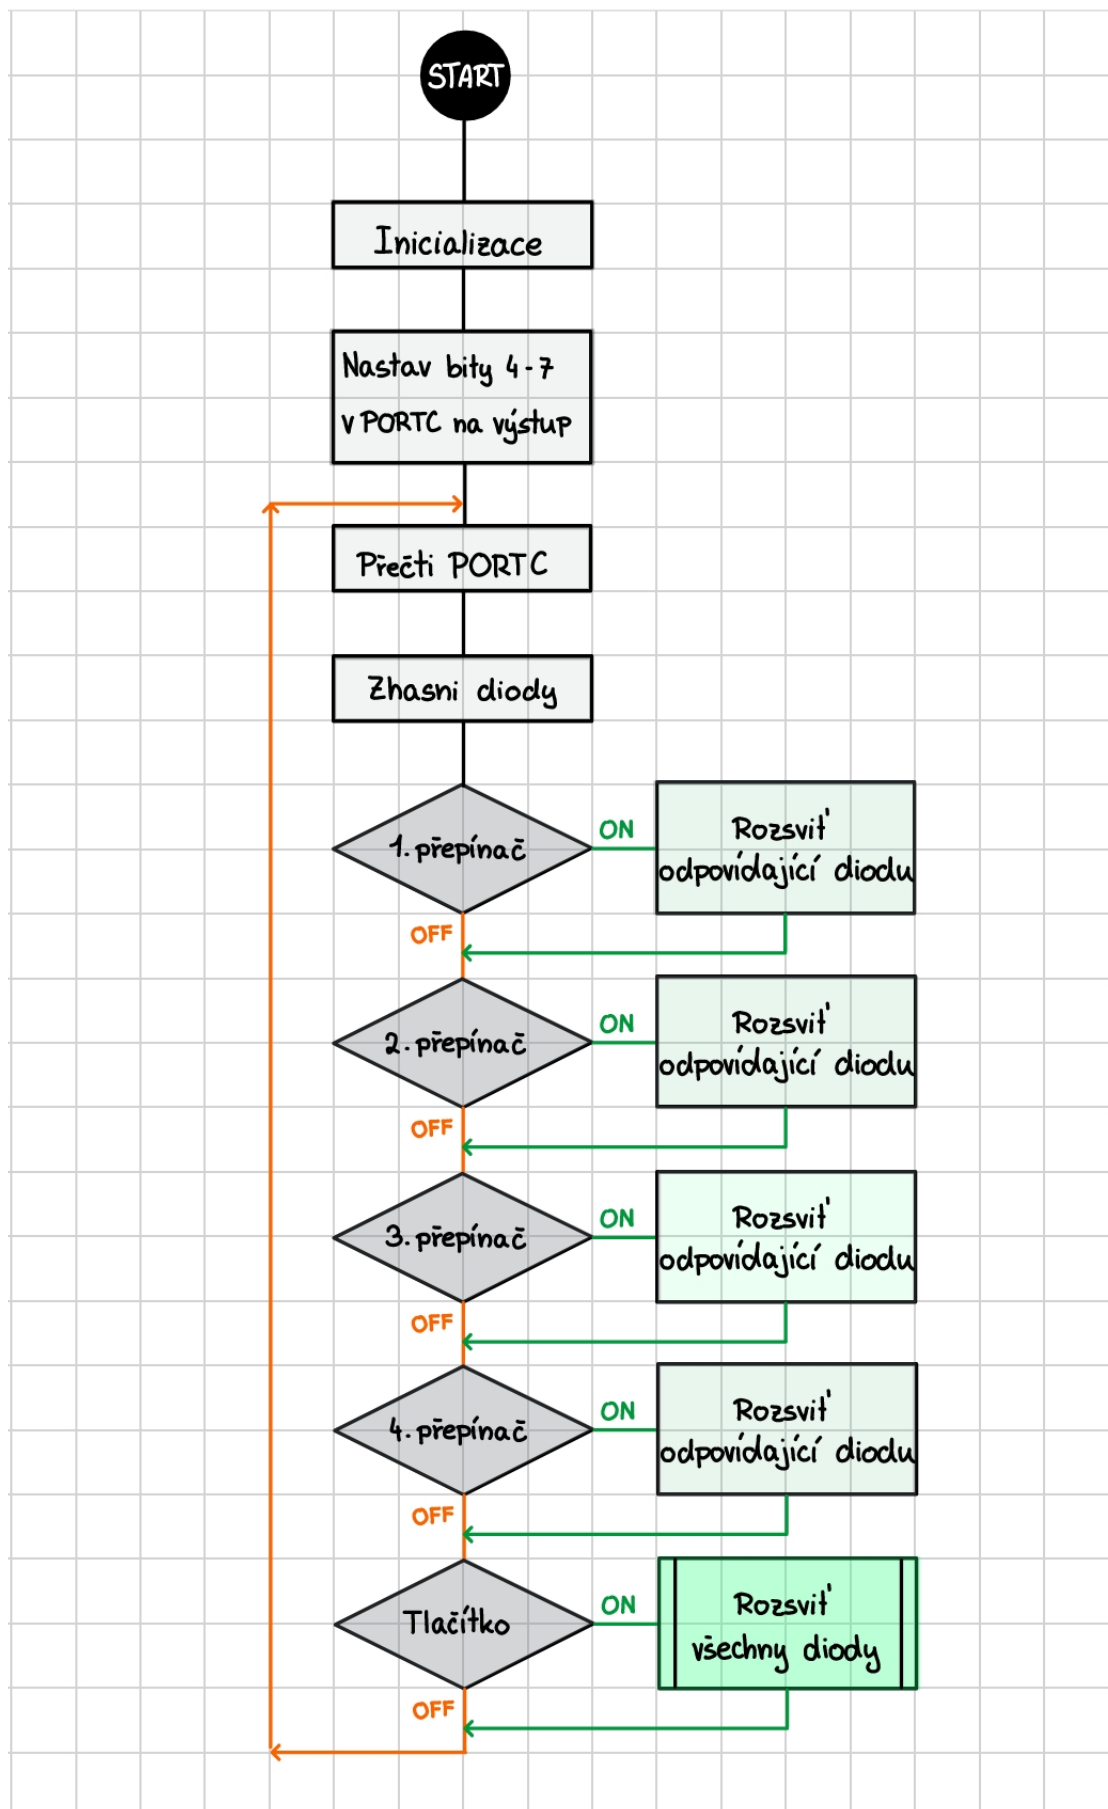 START
Inicializace
Nastav bity 4-7
v PORTC na výstup
Přečti PORTC
Zhasni diody
1. přepínač
ON
Rozsviť
odpovídající diodu
OFF
2. přepínač
ON
Rozsviť
odpovídající diodu
OFF
3. přepínač
ON
Rozsviť
odpovídající diodu
OFF
4. přepínač
ON
Rozsviť
odpovídající diodu
OFF
Tlačítko
ON
Rozsviť
všechny diody
OFF